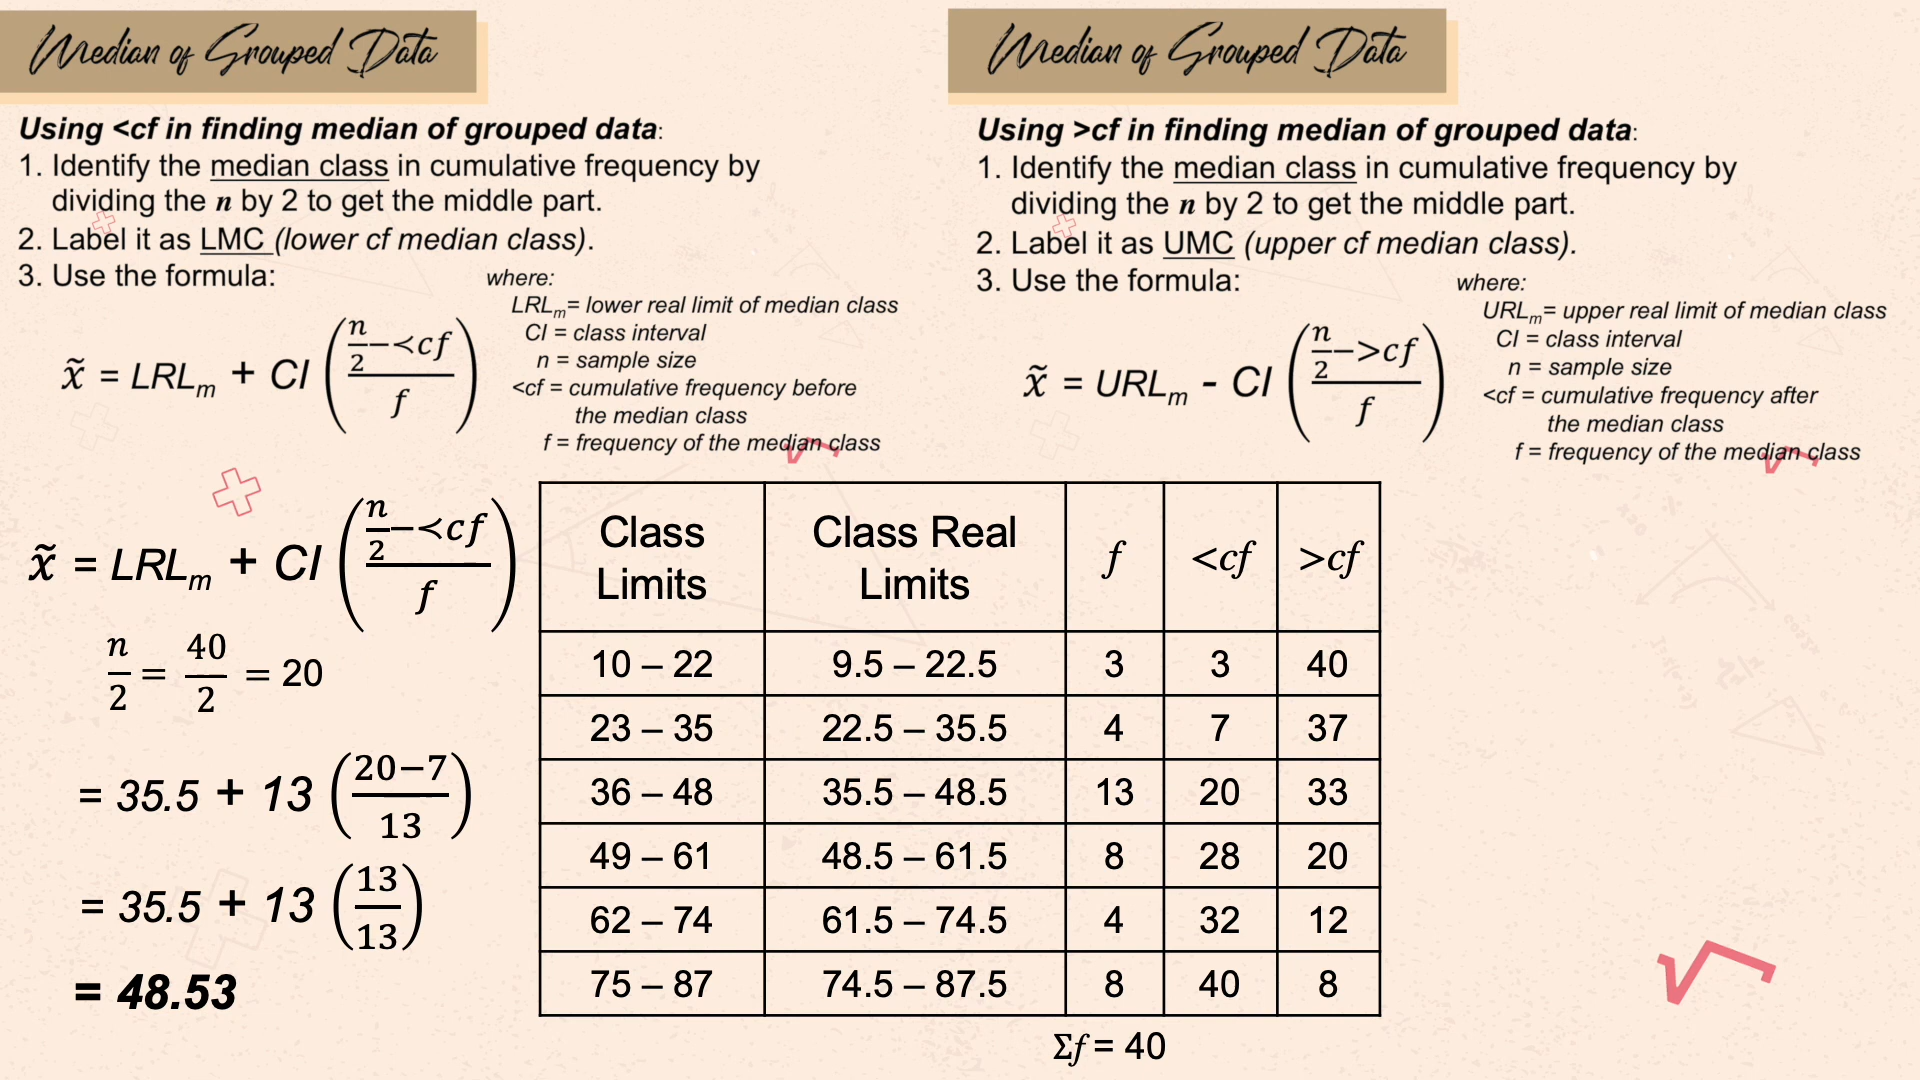 Median of Grouped Data
Using <cf in finding median of grouped data:
1. Identify the median class in cumulative frequency by
dividing the n by 2 to get the middle part.
2. Label it as LMC (lower cf median class).
3. Use the formula:
x̃ = LRLm + CI ((n/2 − <cf)/f)
where:
LRLm= lower real limit of median class
CI = class interval
n = sample size
<cf = cumulative frequency before
the median class
f = frequency of the median class
Median of Grouped Data
Using >cf in finding median of grouped data:
1. Identify the median class in cumulative frequency by
dividing the n by 2 to get the middle part.
2. Label it as UMC (upper cf median class).
3. Use the formula:
x̃ = URLm - CI ((n/2 − >cf)/f)
where:
URLm= upper real limit of median class
CI = class interval
n = sample size
<cf = cumulative frequency after
the median class
f = frequency of the median class
x̃ = LRLm + CI ((n/2 − <cf)/f)
n/2 = 40/2 = 20
= 35.5 + 13 ((20−7)/13)
= 35.5 + 13 (13/13)
= 48.53
Class Limits | Class Real Limits | f | <cf | >cf
10 – 22 | 9.5 – 22.5 | 3 | 3 | 40
23 – 35 | 22.5 – 35.5 | 4 | 7 | 37
36 – 48 | 35.5 – 48.5 | 13 | 20 | 33
49 – 61 | 48.5 – 61.5 | 8 | 28 | 20
62 – 74 | 61.5 – 74.5 | 4 | 32 | 12
75 – 87 | 74.5 – 87.5 | 8 | 40 | 8
Σf = 40